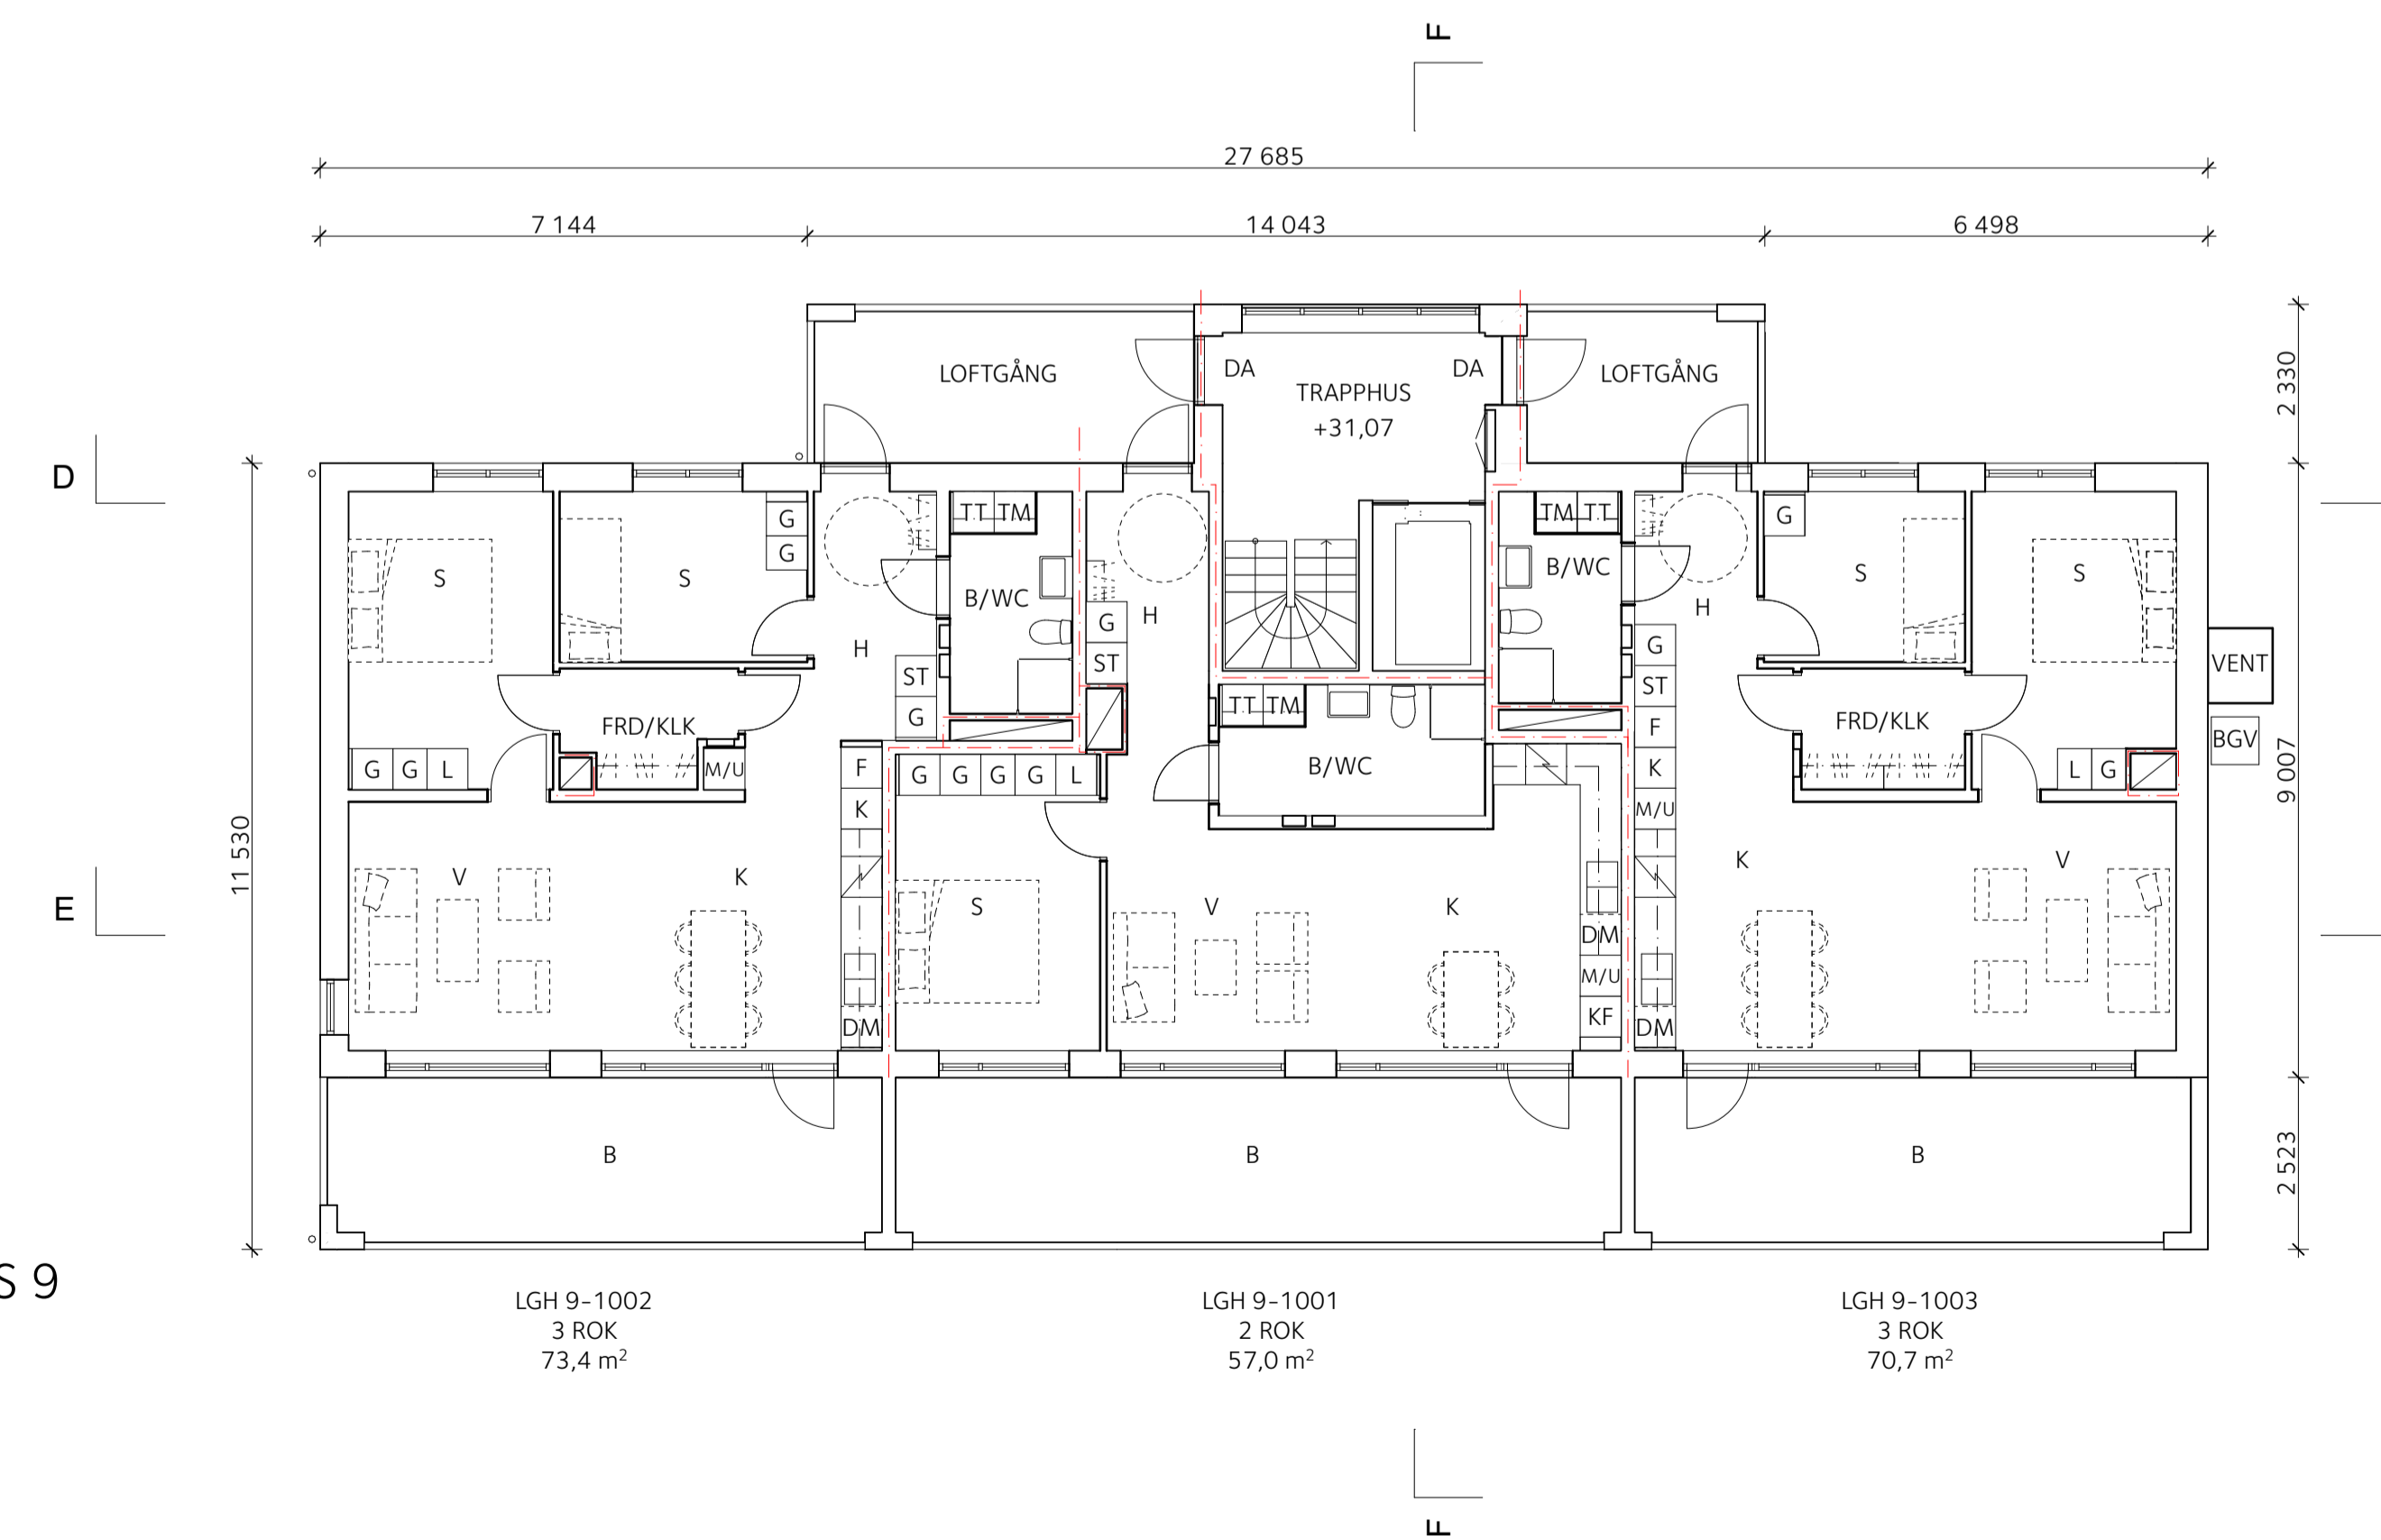 F
27 685
7 144
14 043
6 498
LOFTGÅNG
DA
DA
LOFTGÅNG
TRAPPHUS
+31,07
2 330
D
G
G
TT TM
TM TT
G
S
S
B/WC
H
G
ST
B/WC
H
S
S
H
ST
G
G
ST
F
K
M/U
VENT
BGV
FRD/KLK
TT TM
FRD/KLK
G G L
M/U
F
K
G G G G L
B/WC
L G
9 007
11 530
E
V
K
S
V
K
K
V
DM
DM
M/U
KF
DM
B
B
B
2 523
S 9
LGH 9-1002
3 ROK
73,4 m²
LGH 9-1001
2 ROK
57,0 m²
LGH 9-1003
3 ROK
70,7 m²
F